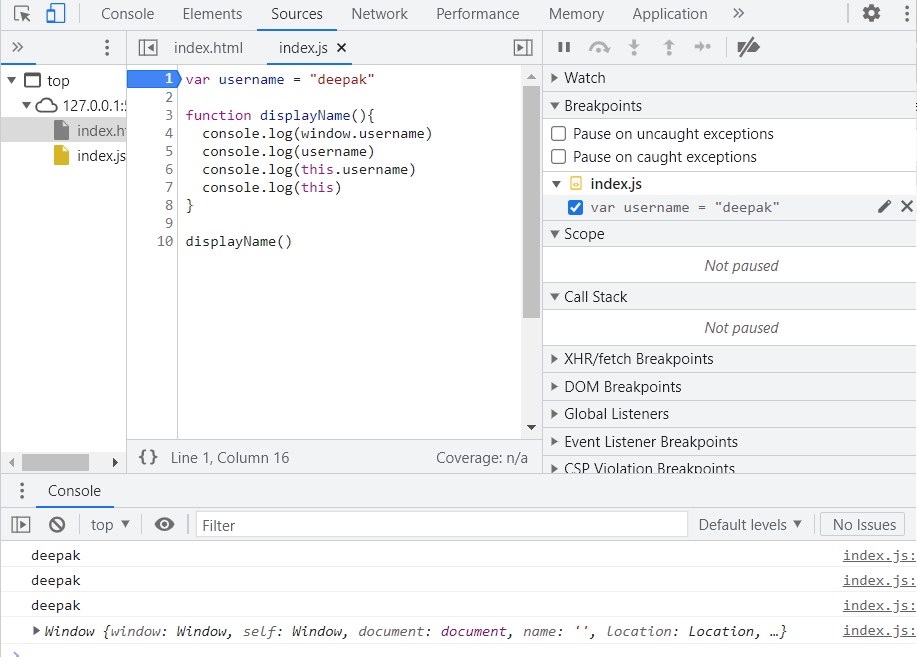 Console Elements Sources Network Performance Memory Application »
» index.html index.js ×
top
127.0.0.1:5
index.h
index.js
1 var username = "deepak"
2
3 function displayName(){
4 console.log(window.username)
5 console.log(username)
6 console.log(this.username)
7 console.log(this)
8 }
9
10 displayName()
{} Line 1, Column 16 Coverage: n/a
Watch
Breakpoints
Pause on uncaught exceptions
Pause on caught exceptions
index.js
var username = "deepak"
Scope
Not paused
Call Stack
Not paused
XHR/fetch Breakpoints
DOM Breakpoints
Global Listeners
Event Listener Breakpoints
CSP Violation Breakpoints
Console
top Filter Default levels No Issues
deepak index.js:
deepak index.js:
deepak index.js:
Window {window: Window, self: Window, document: document, name: '', location: Location, …} index.js: